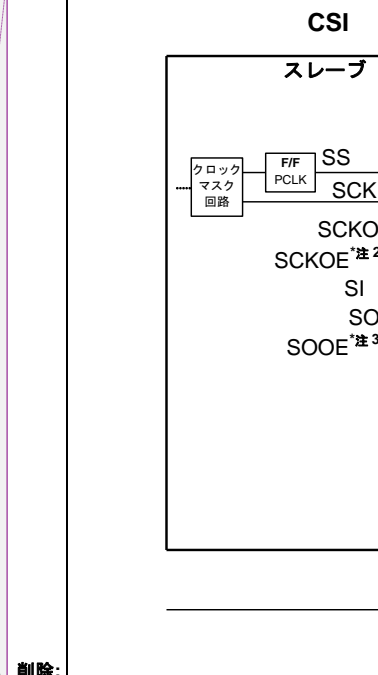 CSI
スレーブ
クロック
マスク
回路
F/F
PCLK
SS
SCK
SCKO
SCKOE*注 2
SI
SO
SOOE*注 3
削除: